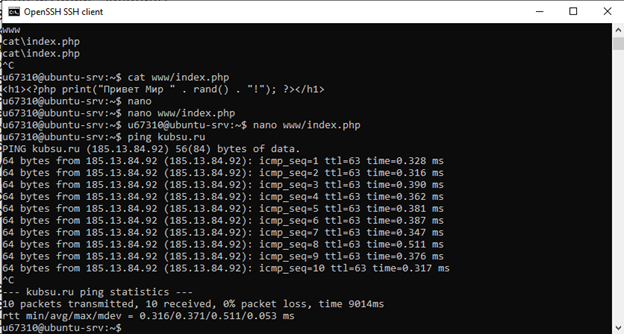 OpenSSH SSH client
www
cat\index.php
cat\index.php
^C
u67310@ubuntu-srv:~$ cat www/index.php
<h1><?php print("Привет Мир " . rand() . "!"); ?></h1>
u67310@ubuntu-srv:~$ nano
u67310@ubuntu-srv:~$ nano www/index.php
u67310@ubuntu-srv:~$ u67310@ubuntu-srv:~$ nano www/index.php
u67310@ubuntu-srv:~$ ping kubsu.ru
PING kubsu.ru (185.13.84.92) 56(84) bytes of data.
64 bytes from 185.13.84.92 (185.13.84.92): icmp_seq=1 ttl=63 time=0.328 ms
64 bytes from 185.13.84.92 (185.13.84.92): icmp_seq=2 ttl=63 time=0.316 ms
64 bytes from 185.13.84.92 (185.13.84.92): icmp_seq=3 ttl=63 time=0.390 ms
64 bytes from 185.13.84.92 (185.13.84.92): icmp_seq=4 ttl=63 time=0.362 ms
64 bytes from 185.13.84.92 (185.13.84.92): icmp_seq=5 ttl=63 time=0.381 ms
64 bytes from 185.13.84.92 (185.13.84.92): icmp_seq=6 ttl=63 time=0.387 ms
64 bytes from 185.13.84.92 (185.13.84.92): icmp_seq=7 ttl=63 time=0.347 ms
64 bytes from 185.13.84.92 (185.13.84.92): icmp_seq=8 ttl=63 time=0.511 ms
64 bytes from 185.13.84.92 (185.13.84.92): icmp_seq=9 ttl=63 time=0.376 ms
64 bytes from 185.13.84.92 (185.13.84.92): icmp_seq=10 ttl=63 time=0.317 ms
^C
--- kubsu.ru ping statistics ---
10 packets transmitted, 10 received, 0% packet loss, time 9014ms
rtt min/avg/max/mdev = 0.316/0.371/0.511/0.053 ms
u67310@ubuntu-srv:~$